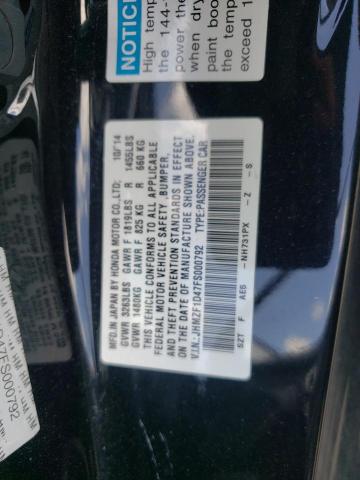 NOTICE
High temp
the 144-
power the
when dry
paint boo
the temp
exceed 1
MFD. IN JAPAN BY HONDA MOTOR CO.,LTD. 10/'14
GVWR 3263LBS GAWR F 1819LBS R 1455LBS
GVWR 1480KG GAWR F 825 KG R 660 KG
THIS VEHICLE CONFORMS TO ALL APPLICABLE
FEDERAL MOTOR VEHICLE SAFETY ,BUMPER,
AND THEFT PREVENTION STANDARDS IN EFFECT
ON THE DATE OF MANUFACTURE SHOWN ABOVE.
V.I.N.:JHMZF1D47FS000792 TYPE:PASSENGER CAR
SZT F AE6 -NH731PX -Z -S